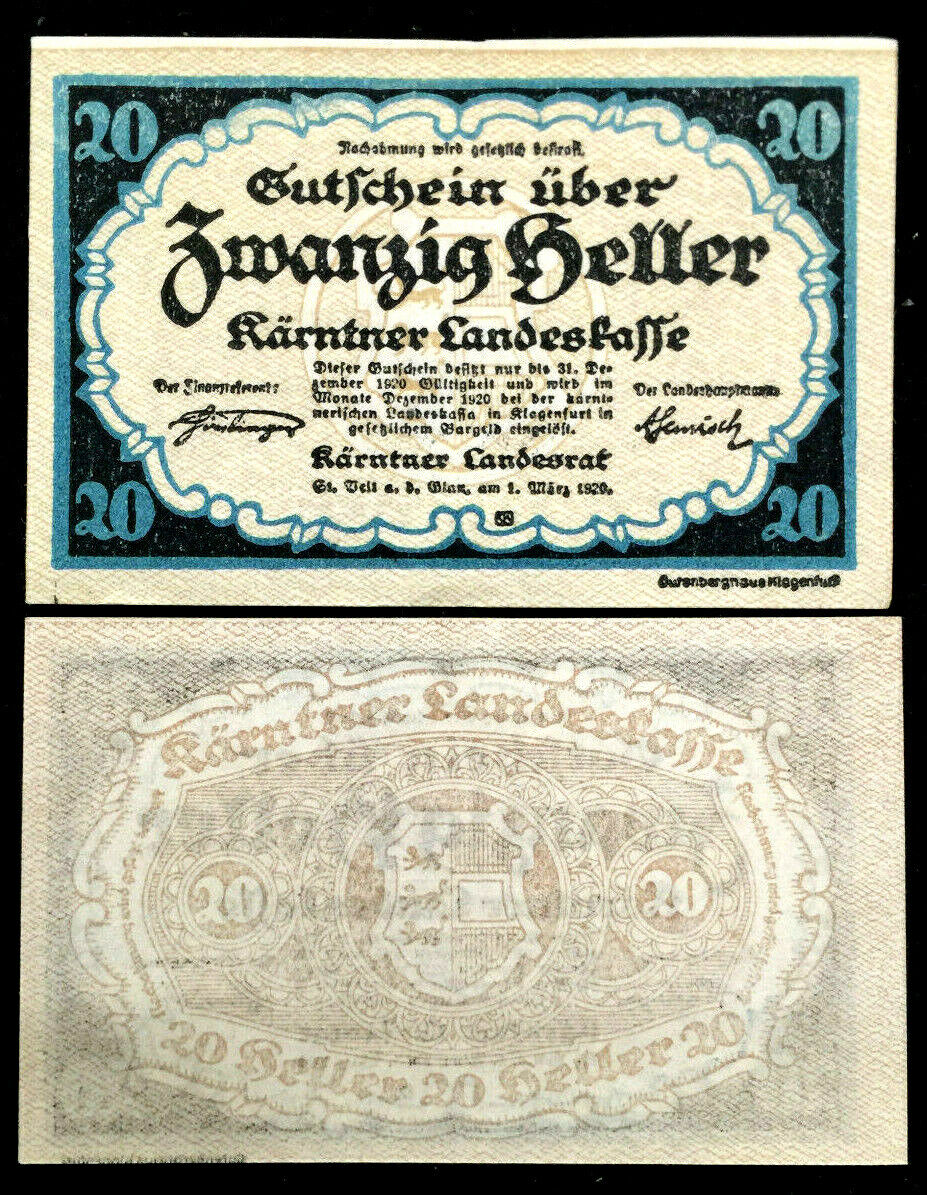 20 20
Nachahmung wird gesetzlich bestraft.
Gutschein über
Zwanzig Heller
Kärntner Landeskasse
Dieser Gutschein besitzt nur bis 31. De-
zember 1920 Gültigkeit und wird im
Monate Dezember 1920 bei der kärnt-
nerischen Landeskassa in Klagenfurt in
gesetzlichem Bargeld eingelöst.
Der Finanzreferent:
Der Landeshauptmann:
Kärntner Landesrat
St. Veit a. d. Glan, am 1. März 1920.
20 20
Gutenberghaus Klagenfurt
Kärntner Landeskasse
20 20
20 Heller 20 Heller 20